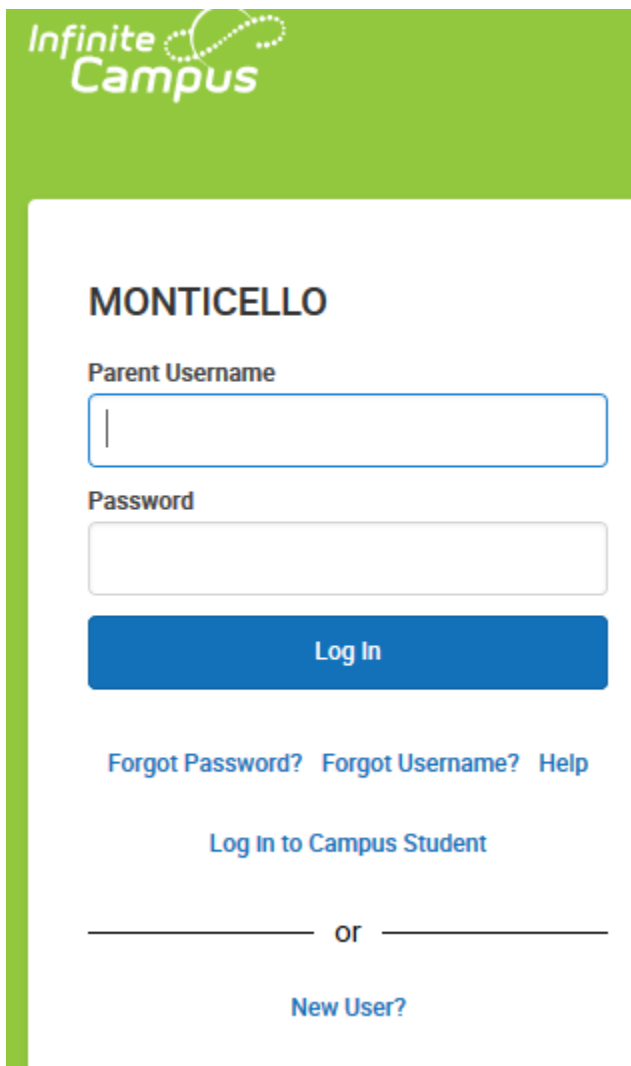 Infinite
Campus
MONTICELLO
Parent Username
Password
Log In
Forgot Password? Forgot Username? Help
Log In to Campus Student
or
New User?